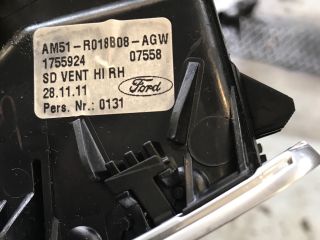 AM51-R018B08-AGW
1755924 07558
SD VENT HI RH
28.11.11 Ford
Pers. Nr.: 0131